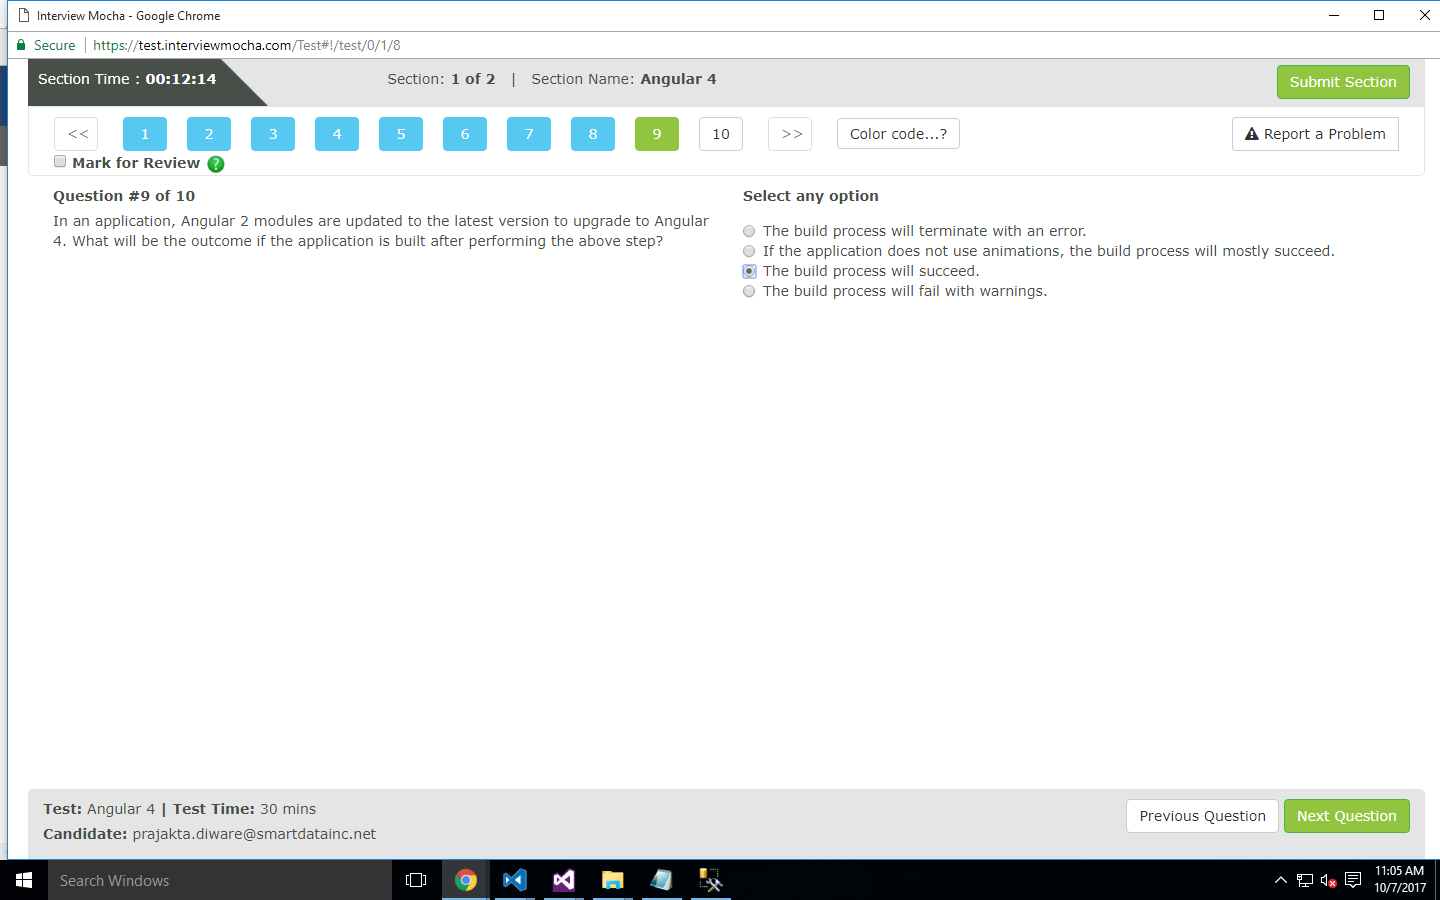 Interview Mocha - Google Chrome
Secure | https://test.interviewmocha.com/Test#!/test/0/1/8
Section Time : 00:12:14
Section: 1 of 2 | Section Name: Angular 4
Submit Section
<< 1 2 3 4 5 6 7 8 9 10 >> Color code...? Report a Problem
Mark for Review ?
Question #9 of 10
In an application, Angular 2 modules are updated to the latest version to upgrade to Angular
4. What will be the outcome if the application is built after performing the above step?
Select any option
The build process will terminate with an error.
If the application does not use animations, the build process will mostly succeed.
The build process will succeed.
The build process will fail with warnings.
Test: Angular 4 | Test Time: 30 mins
Candidate: prajakta.diware@smartdatainc.net
Previous Question Next Question
Search Windows
11:05 AM
10/7/2017